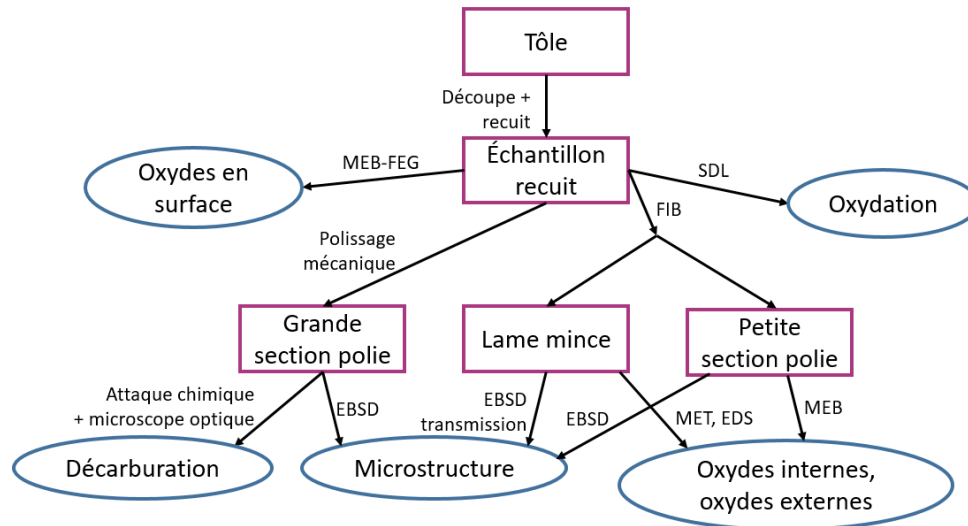 Tôle
Découpe +
recuit
MEB-FEG
Échantillon
recuit
SDL
Oxydes en
surface
Oxydation
FIB
Polissage
mécanique
Grande
section polie
Lame mince
Petite
section polie
Attaque chimique
+ microscope optique
EBSD
EBSD
transmission
EBSD
MET, EDS
MEB
Décarburation
Microstructure
Oxydes internes,
oxydes externes